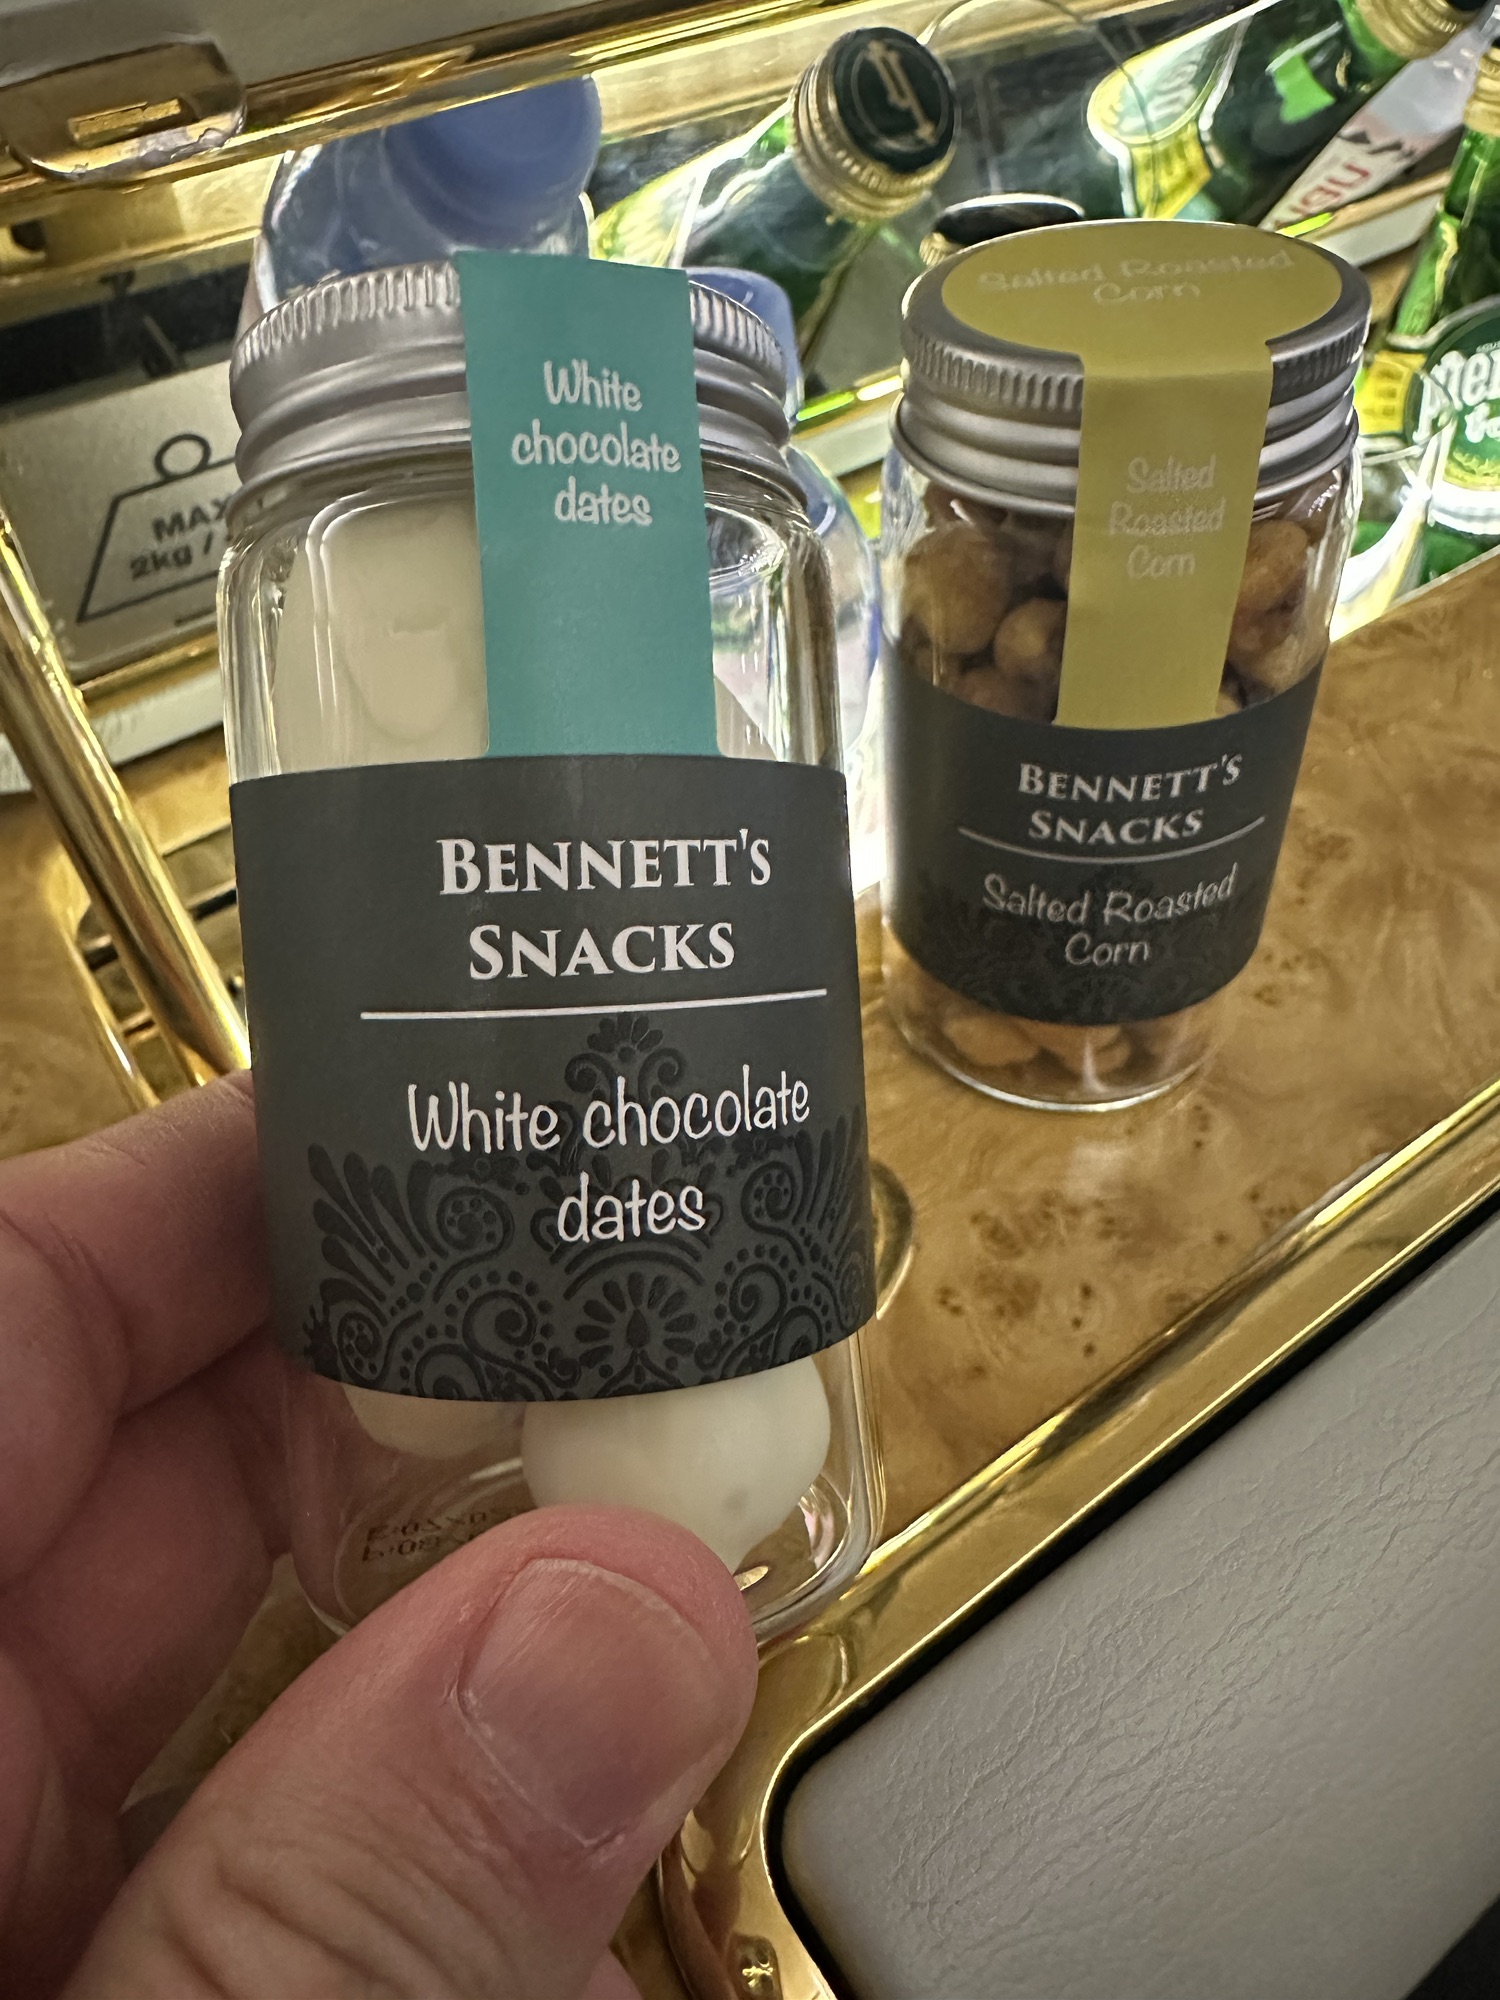 White
chocolate
dates
BENNETT'S
SNACKS
White chocolate
dates
Salted Roasted
Corn
Salted
Roasted
Corn
BENNETT'S
SNACKS
Salted Roasted
Corn
MAX
2kg /